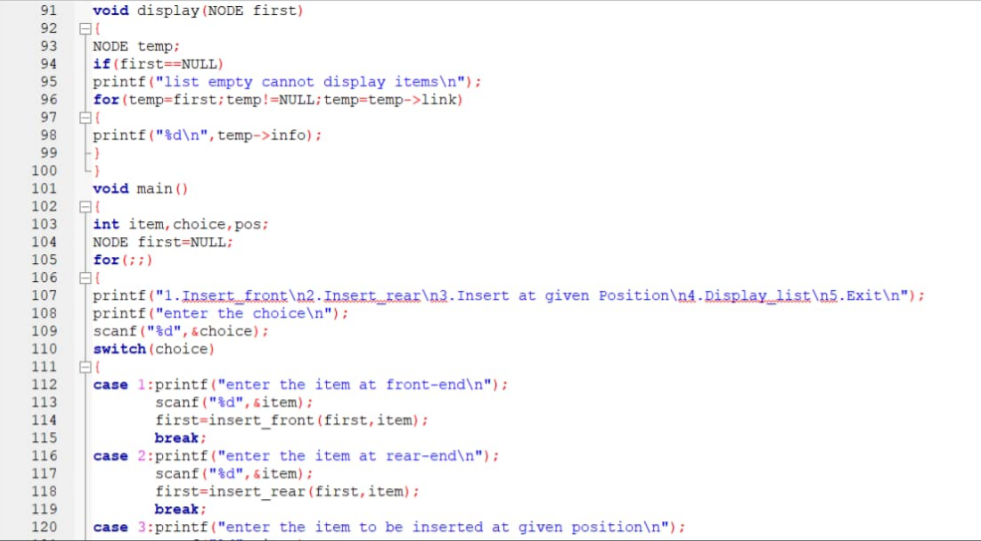 91 void display(NODE first)
92 {
93 NODE temp;
94 if(first==NULL)
95 printf("list empty cannot display items\n");
96 for(temp=first;temp!=NULL;temp=temp->link)
97 {
98 printf("%d\n",temp->info);
99 }
100 }
101 void main()
102 {
103 int item,choice,pos;
104 NODE first=NULL;
105 for(;;)
106 {
107 printf("1.Insert_front\n2.Insert_rear\n3.Insert at given Position\n4.Display_list\n5.Exit\n");
108 printf("enter the choice\n");
109 scanf("%d",&choice);
110 switch(choice)
111 {
112 case 1:printf("enter the item at front-end\n");
113 scanf("%d",&item);
114 first=insert_front(first,item);
115 break;
116 case 2:printf("enter the item at rear-end\n");
117 scanf("%d",&item);
118 first=insert_rear(first,item);
119 break;
120 case 3:printf("enter the item to be inserted at given position\n");